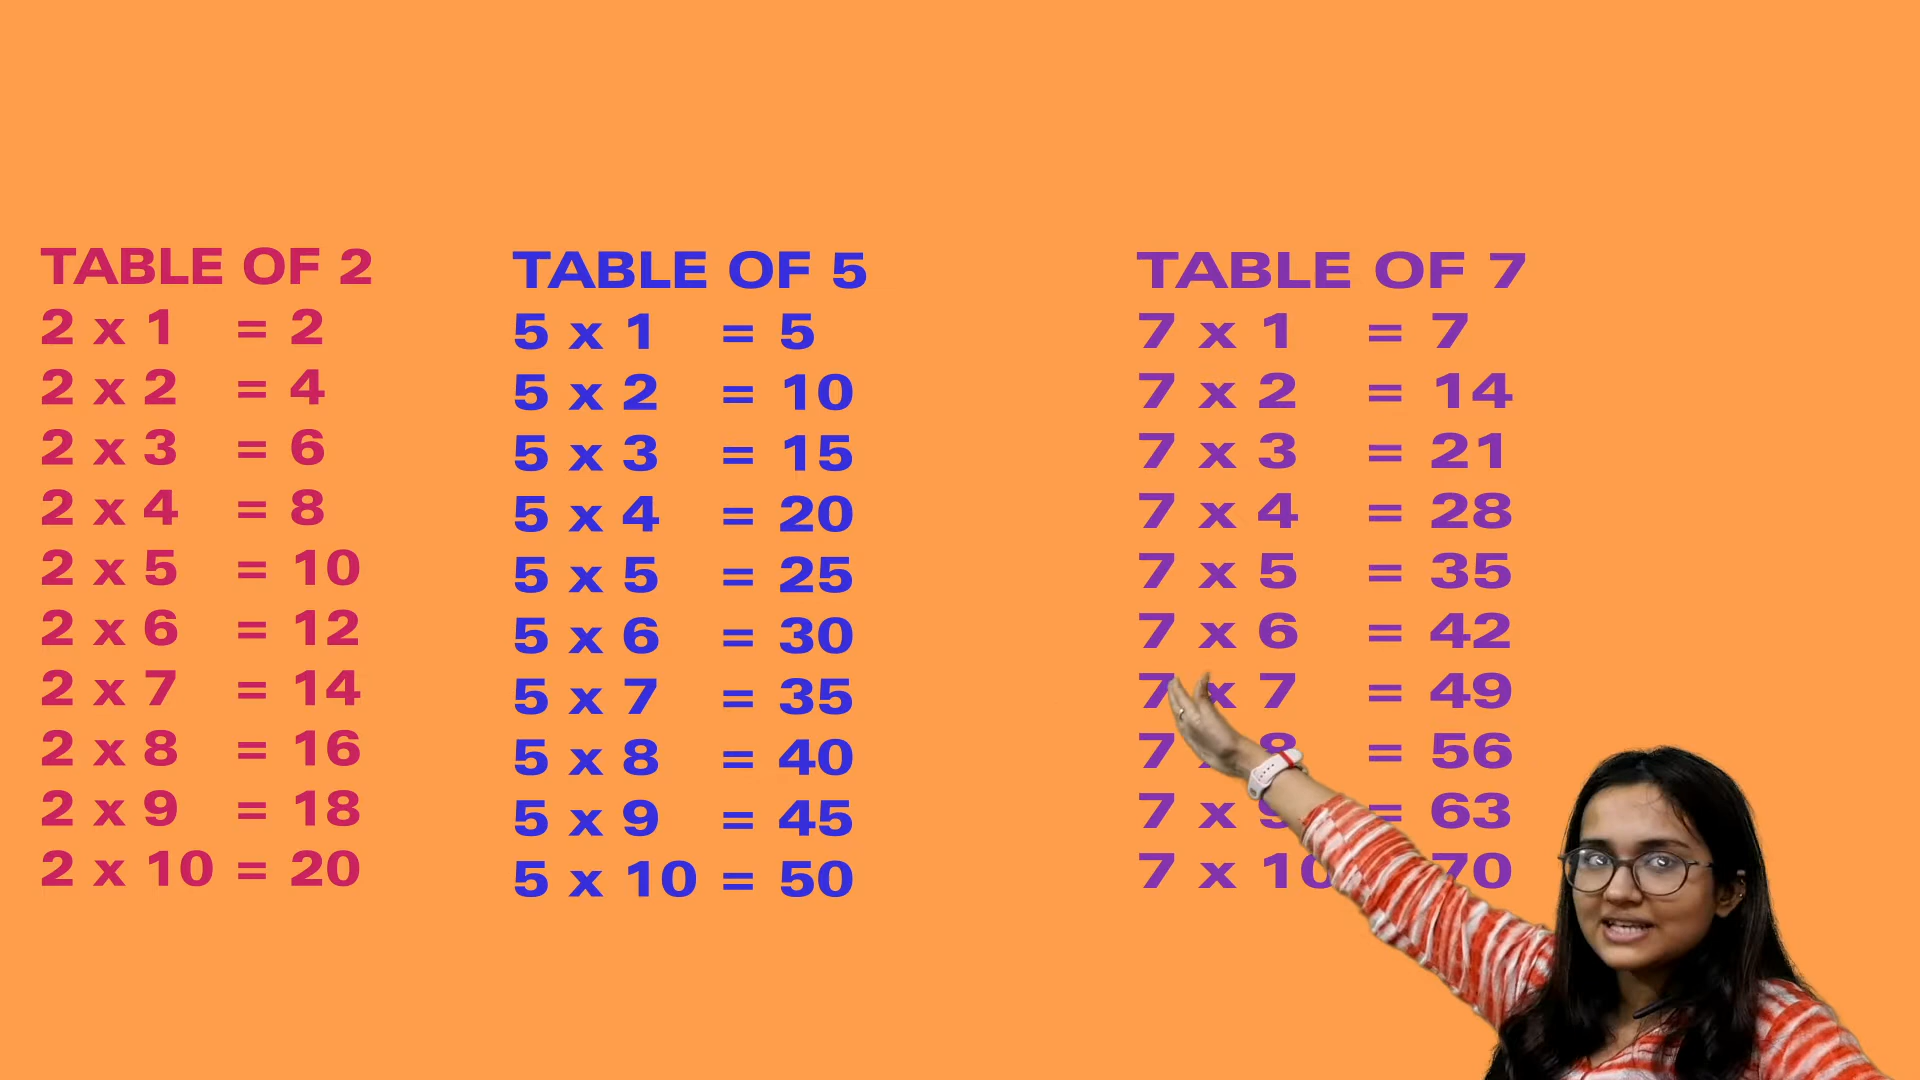 TABLE OF 2
2 x 1 = 2
2 x 2 = 4
2 x 3 = 6
2 x 4 = 8
2 x 5 = 10
2 x 6 = 12
2 x 7 = 14
2 x 8 = 16
2 x 9 = 18
2 x 10 = 20
TABLE OF 5
5 x 1 = 5
5 x 2 = 10
5 x 3 = 15
5 x 4 = 20
5 x 5 = 25
5 x 6 = 30
5 x 7 = 35
5 x 8 = 40
5 x 9 = 45
5 x 10 = 50
TABLE OF 7
7 x 1 = 7
7 x 2 = 14
7 x 3 = 21
7 x 4 = 28
7 x 5 = 35
7 x 6 = 42
7 x 7 = 49
7 x 8 = 56
7 x 9 = 63
7 x 10 70